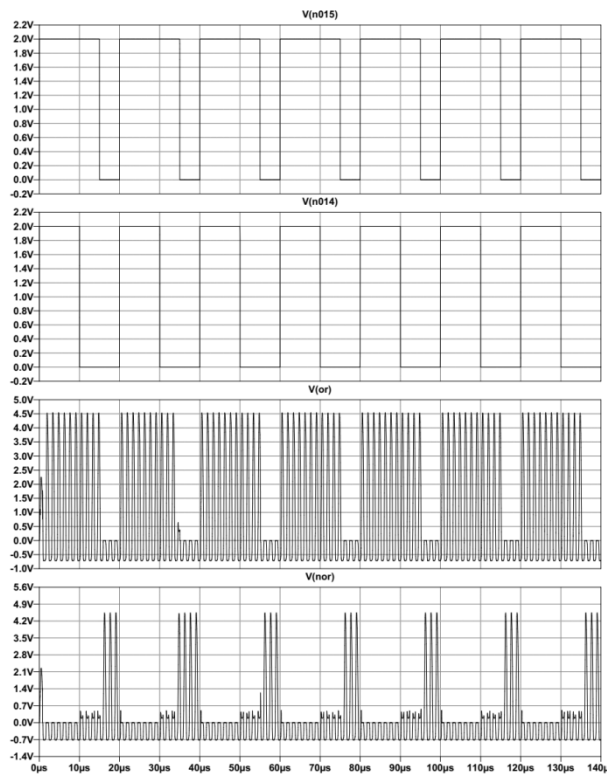 V(n015)
2.2V
2.0V
1.8V
1.6V
1.4V
1.2V
1.0V
0.8V
0.6V
0.4V
0.2V
0.0V
-0.2V
V(n014)
2.2V
2.0V
1.8V
1.6V
1.4V
1.2V
1.0V
0.8V
0.6V
0.4V
0.2V
0.0V
-0.2V
V(or)
5.0V
4.5V
4.0V
3.5V
3.0V
2.5V
2.0V
1.5V
1.0V
0.5V
0.0V
-0.5V
-1.0V
V(nor)
5.6V
4.9V
4.2V
3.5V
2.8V
2.1V
1.4V
0.7V
0.0V
-0.7V
-1.4V
0µs 10µs 20µs 30µs 40µs 50µs 60µs 70µs 80µs 90µs 100µs 110µs 120µs 130µs 140µ